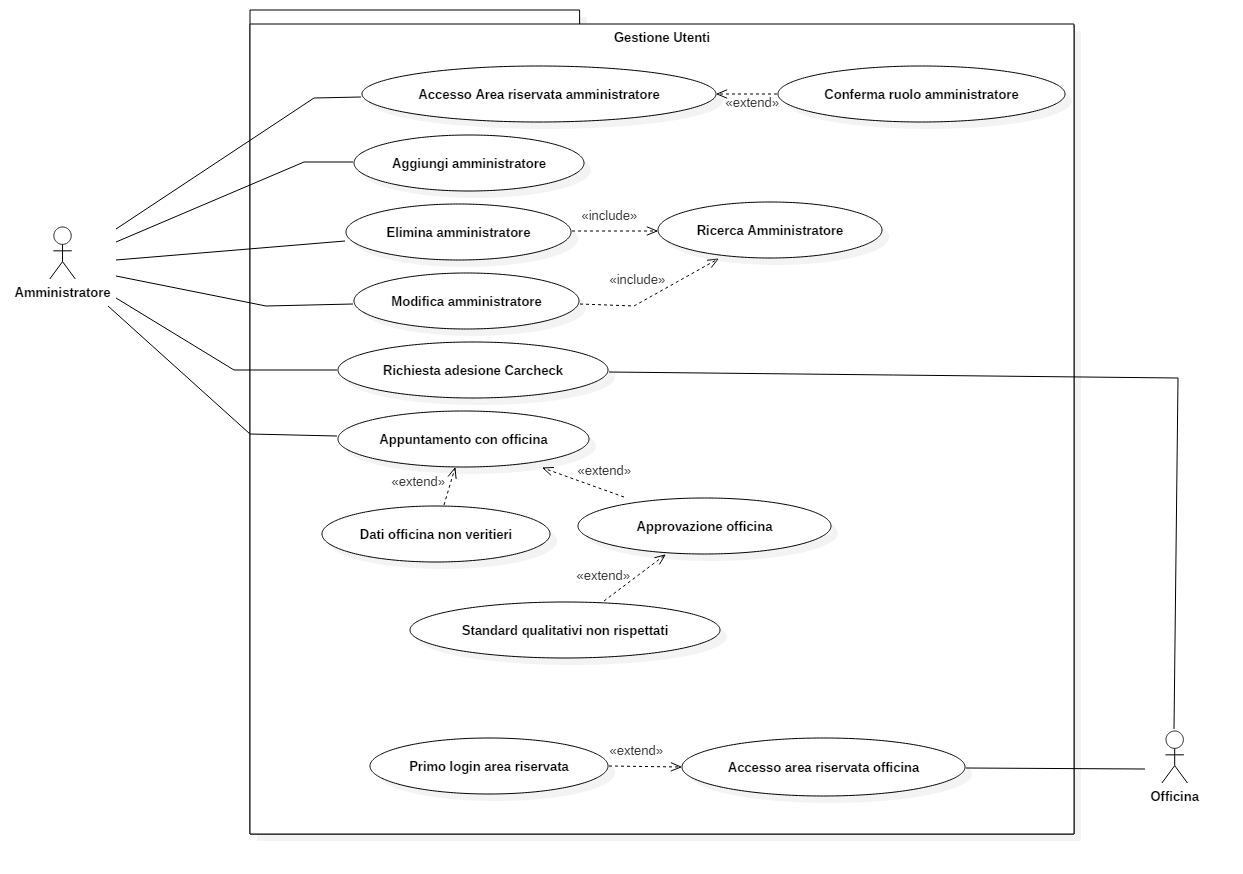 Gestione Utenti
Accesso Area riservata amministratore
«extend»
Conferma ruolo amministratore
Aggiungi amministratore
Elimina amministratore
«include»
Ricerca Amministratore
Modifica amministratore
«include»
Amministratore
Richiesta adesione Carcheck
Appuntamento con officina
«extend»
«extend»
Dati officina non veritieri
Approvazione officina
«extend»
Standard qualitativi non rispettati
Primo login area riservata
«extend»
Accesso area riservata officina
Officina